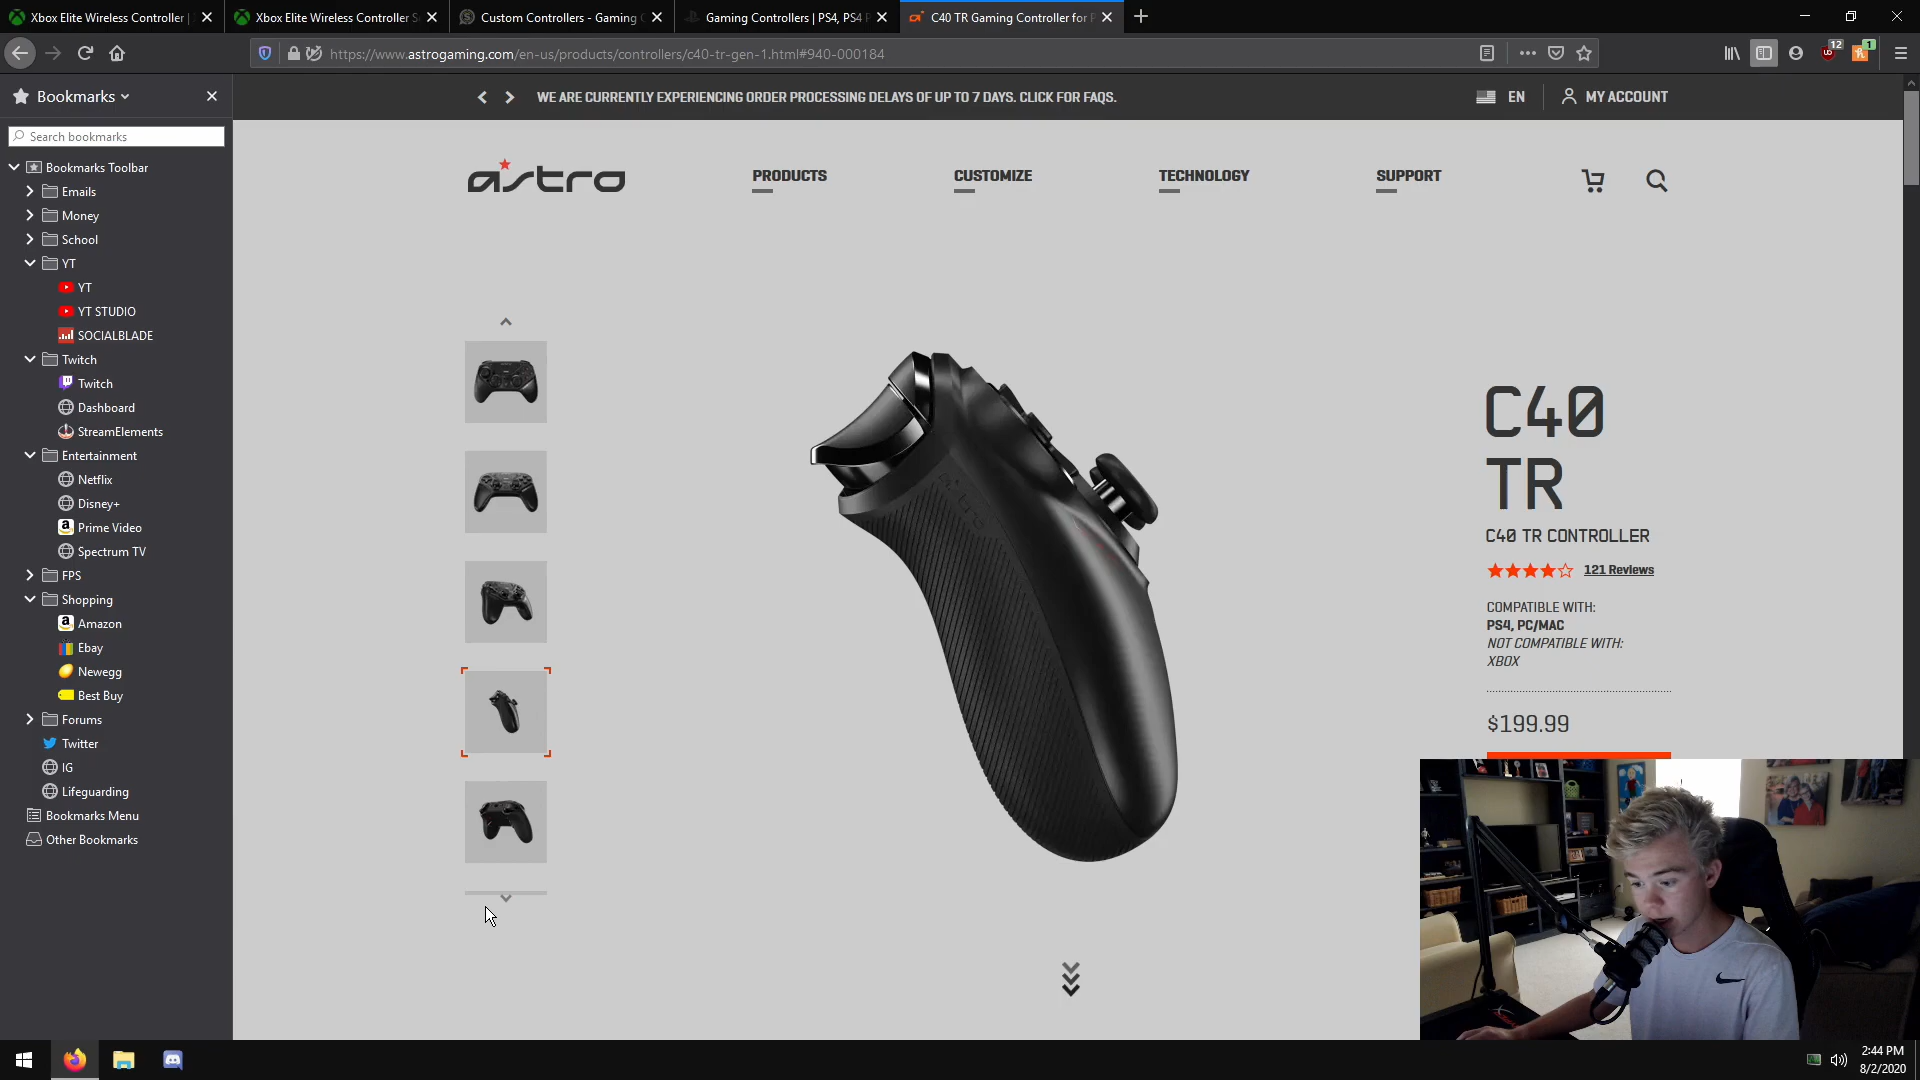 Xbox Elite Wireless Controller |
Xbox Elite Wireless Controller S
Custom Controllers - Gaming C
Gaming Controllers | PS4, PS4 P
C40 TR Gaming Controller for P
https://www.astrogaming.com/en-us/products/controllers/c40-tr-gen-1.html#940-000184
12
1
Bookmarks
WE ARE CURRENTLY EXPERIENCING ORDER PROCESSING DELAYS OF UP TO 7 DAYS. CLICK FOR FAQS.
EN
MY ACCOUNT
Search bookmarks
Bookmarks Toolbar
Emails
Money
School
YT
YT
YT STUDIO
SOCIALBLADE
Twitch
Twitch
Dashboard
StreamElements
Entertainment
Netflix
Disney+
Prime Video
Spectrum TV
FPS
Shopping
Amazon
Ebay
Newegg
Best Buy
Forums
Twitter
IG
Lifeguarding
Bookmarks Menu
Other Bookmarks
astro
PRODUCTS
CUSTOMIZE
TECHNOLOGY
SUPPORT
C40
TR
C40 TR CONTROLLER
121 Reviews
COMPATIBLE WITH:
PS4, PC/MAC
NOT COMPATIBLE WITH:
XBOX
$199.99
2:44 PM
8/2/2020